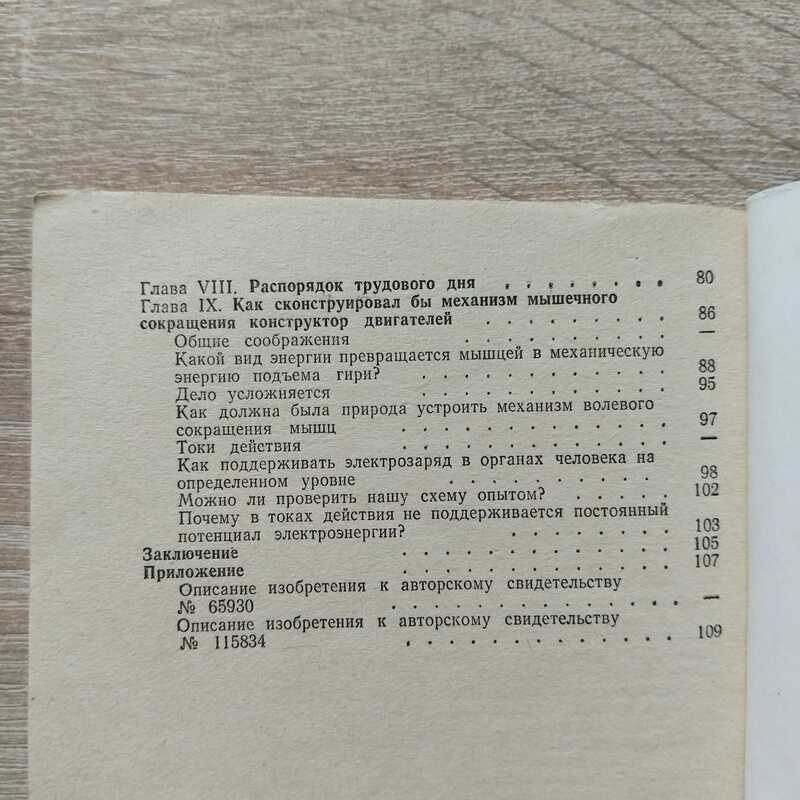 Глава VIII. Распорядок трудового дня . . . . . . . . 80
Глава IX. Как сконструировал бы механизм мышечного
сокращения конструктор двигателей . . . . . . . . . 86
Общие соображения . . . . . . . . . . —
Какой вид энергии превращается мышцей в механическую
энергию подъема гири? . . . . . . . . . . . . 88
Дело усложняется . . . . . . . . . . . . . 95
Как должна была природа устроить механизм волевого
сокращения мышц . . . . . . . . . . . . . 97
Токи действия . . . . . . . . . . . . . —
Как поддерживать электрозаряд в органах человека на
определенном уровне . . . . . . . . . 98
Можно ли проверить нашу схему опытом? . . . . . 102
Почему в токах действия не поддерживается постоянный
потенциал электроэнергии? . . . . . . . . 103
Заключение . . . . . . . . . . . . . 105
Приложение . . . . . . . . . . . . . 107
Описание изобретения к авторскому свидетельству
№ 65930 . . . . . . . . . . . . . —
Описание изобретения к авторскому свидетельству
№ 115834 . . . . . . . . . . . . . 109